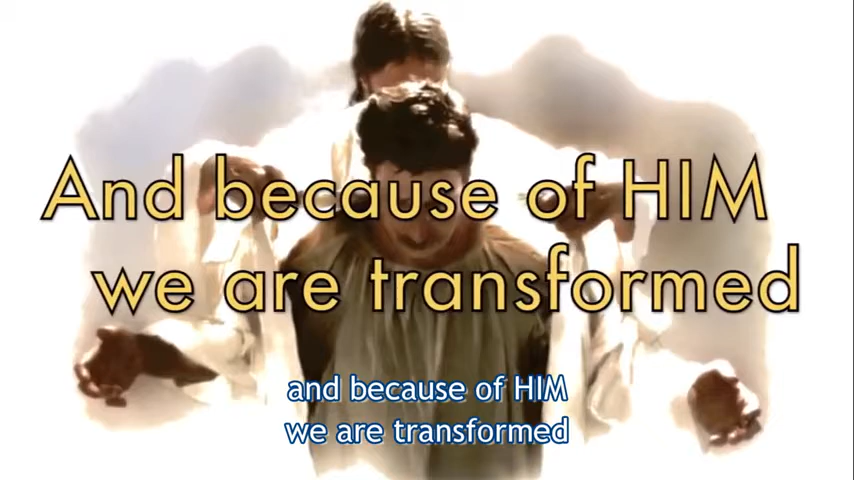 And because of HIM
we are transformed
and because of HIM
we are transformed